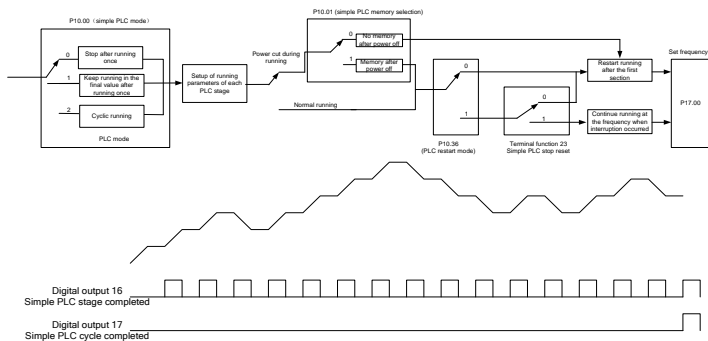 P10.00（simple PLC mode）
0
Stop after running
once
1
Keep running in the
final value after
running once
2
Cyclic running
PLC mode
Setup of running
parameters of each
PLC stage
Power cut during
running
Normal running
P10.01 (simple PLC memory selection)
0
No memory
after power off
1
Memory after
power off
0
1
P10.36
(PLC restart mode)
0
1
Terminal function 23
Simple PLC stop reset
Restart running
after the first
section
Continue running at
the frequency when
interruption occurred
Set frequency
P17.00
Digital output 16
Simple PLC stage completed
Digital output 17
Simple PLC cycle completed